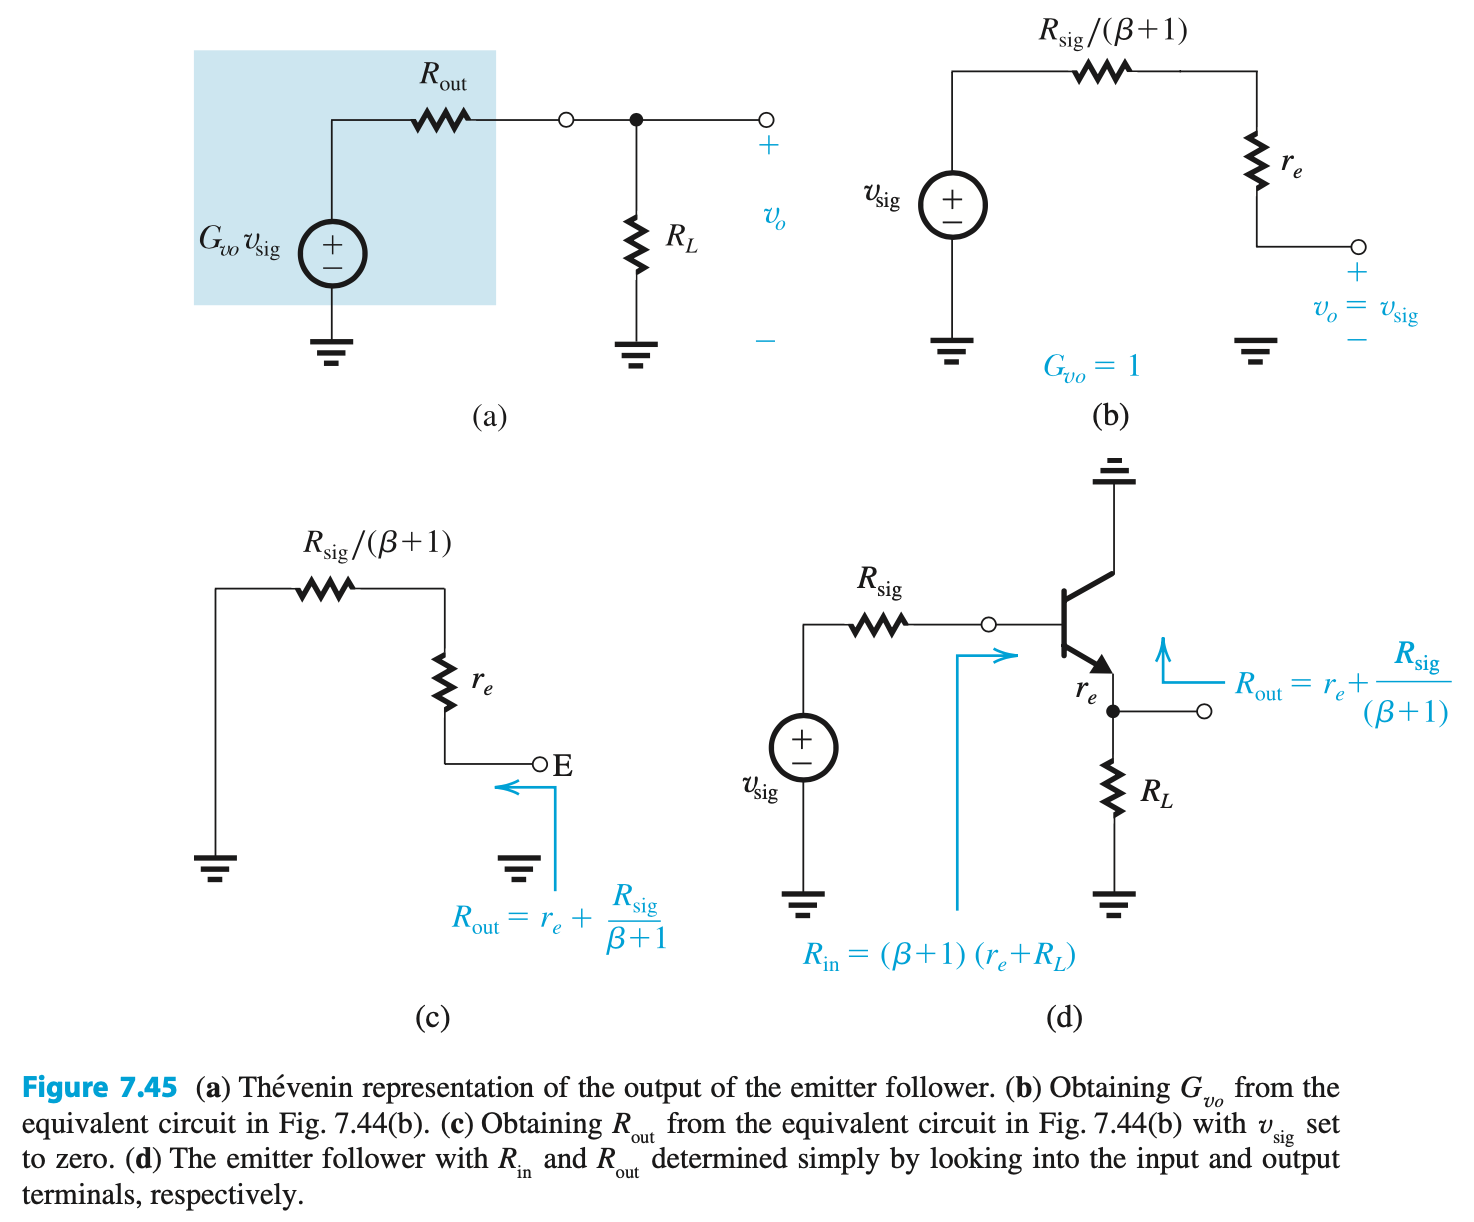 R_out
G_vo v_sig
+
−
R_L
+
v_o
−
(a)
R_sig/(β+1)
v_sig
+
−
r_e
+
v_o = v_sig
−
G_vo = 1
(b)
R_sig/(β+1)
r_e
E
R_out = r_e + R_sig/β+1
(c)
R_sig
v_sig
+
−
r_e
R_out = r_e + R_sig/(β+1)
R_L
R_in = (β+1) (r_e+R_L)
(d)
Figure 7.45 (a) Thévenin representation of the output of the emitter follower. (b) Obtaining G_vo from the
equivalent circuit in Fig. 7.44(b). (c) Obtaining R_out from the equivalent circuit in Fig. 7.44(b) with v_sig set
to zero. (d) The emitter follower with R_in and R_out determined simply by looking into the input and output
terminals, respectively.